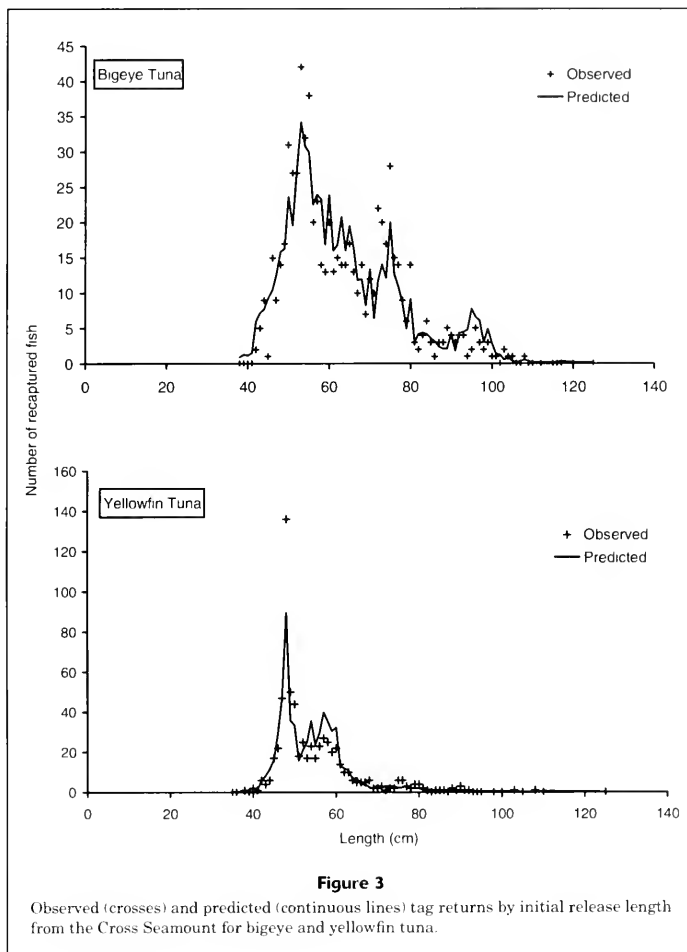 45
40
35
30
25
20
15
10
5
0
Bigeye Tuna
+ Observed
Predicted
0 20 40 60 80 100 120 140
Number of recaptured fish
160
140
120
100
80
60
40
20
0
Yellowfin Tuna
+ Observed
Predicted
0 20 40 60 80 100 120 140
Length (cm)
Figure 3
Observed (crosses) and predicted (continuous lines) tag returns by initial release length
from the Cross Seamount for bigeye and yellowfin tuna.